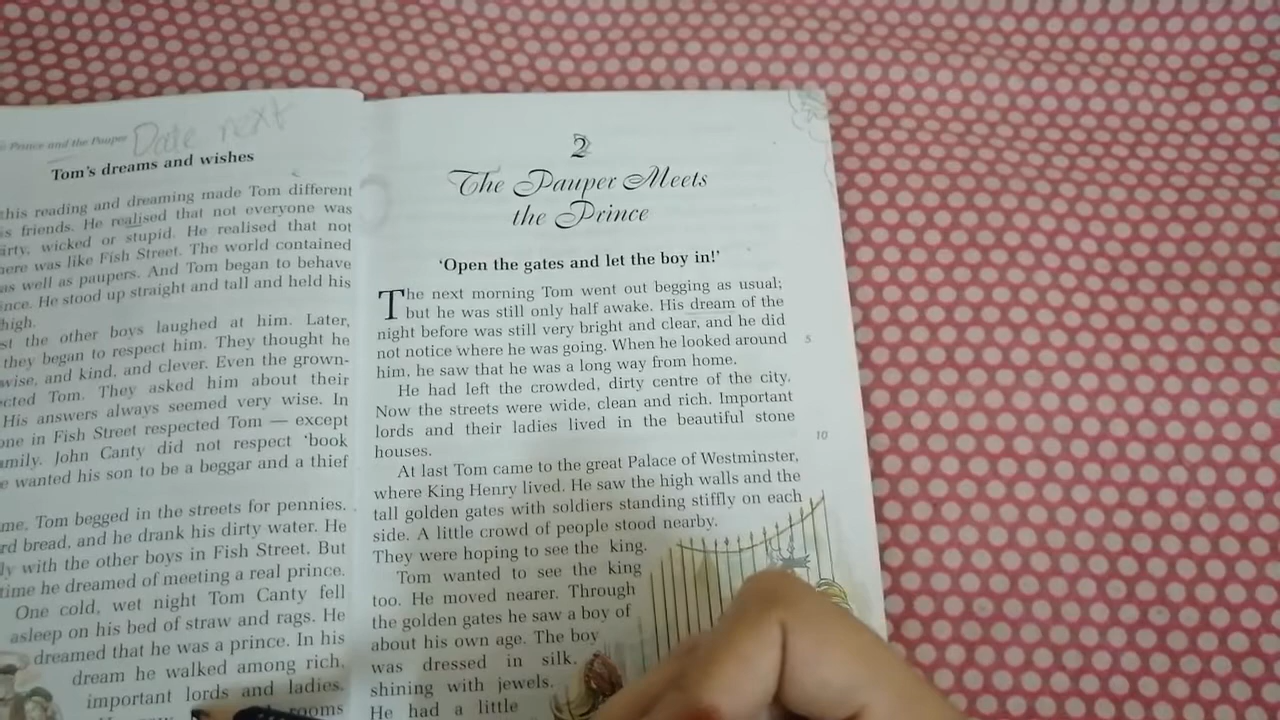 Prince and the Pauper
Date next
Tom's dreams and wishes
this reading and dreaming made Tom different
friends. He realised that not everyone was
wicked or stupid. He realised that not
was like Fish Street. The world contained
as well as paupers. And Tom began to behave
He stood up straight and tall and held his
high.
the other boys laughed at him. Later,
they began to respect him. They thought he
wise, and kind, and clever. Even the grown-
Tom. They asked him about their
His answers always seemed very wise. In
in Fish Street respected Tom — except
John Canty did not respect 'book
wanted his son to be a beggar and a thief
Tom begged in the streets for pennies.
bread, and he drank his dirty water. He
with the other boys in Fish Street. But
time he dreamed of meeting a real prince.
One cold, wet night Tom Canty fell
asleep on his bed of straw and rags. He
dreamed that he was a prince. In his
dream he walked among rich,
important lords and ladies.
rooms
2
The Pauper Meets
the Prince
'Open the gates and let the boy in!'
The next morning Tom went out begging as usual;
but he was still only half awake. His dream of the
night before was still very bright and clear, and he did
not notice where he was going. When he looked around 5
him, he saw that he was a long way from home.
He had left the crowded, dirty centre of the city.
Now the streets were wide, clean and rich. Important
lords and their ladies lived in the beautiful stone
houses. 10
At last Tom came to the great Palace of Westminster,
where King Henry lived. He saw the high walls and the
tall golden gates with soldiers standing stiffly on each
side. A little crowd of people stood nearby.
They were hoping to see the king.
Tom wanted to see the king
too. He moved nearer. Through
the golden gates he saw a boy of
about his own age. The boy
was dressed in silk,
shining with jewels.
He had a little